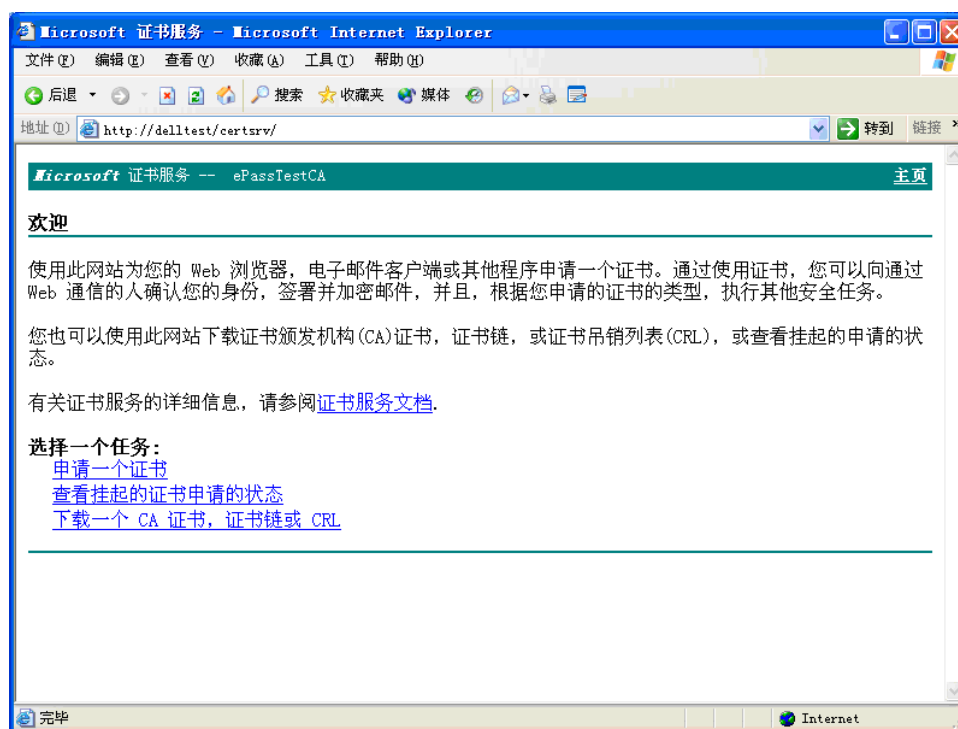 Microsoft 证书服务 - Microsoft Internet Explorer
文件(F) 编辑(E) 查看(V) 收藏(A) 工具(T) 帮助(H)
后退 搜索 收藏夹 媒体
地址(D) http://delltest/certsrv/ 转到 链接 »
Microsoft 证书服务 -- ePassTestCA 主页
欢迎
使用此网站为您的 Web 浏览器，电子邮件客户端或其他程序申请一个证书。通过使用证书，您可以向通过
Web 通信的人确认您的身份，签署并加密邮件，并且，根据您申请的证书的类型，执行其他安全任务。
您也可以使用此网站下载证书颁发机构(CA)证书，证书链，或证书吊销列表(CRL)，或查看挂起的申请的状
态。
有关证书服务的详细信息，请参阅证书服务文档.
选择一个任务:
申请一个证书
查看挂起的证书申请的状态
下载一个 CA 证书，证书链或 CRL
完毕 Internet